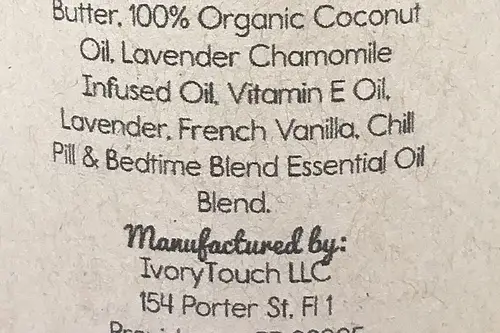 Butter, 100% Organic Coconut
Oil, Lavender Chamomile
Infused Oil, Vitamin E Oil,
Lavender, French Vanilla, Chill
Pill & Bedtime Blend Essential Oil
Blend.
Manufactured by:
IvoryTouch LLC
154 Porter St, Fl 1